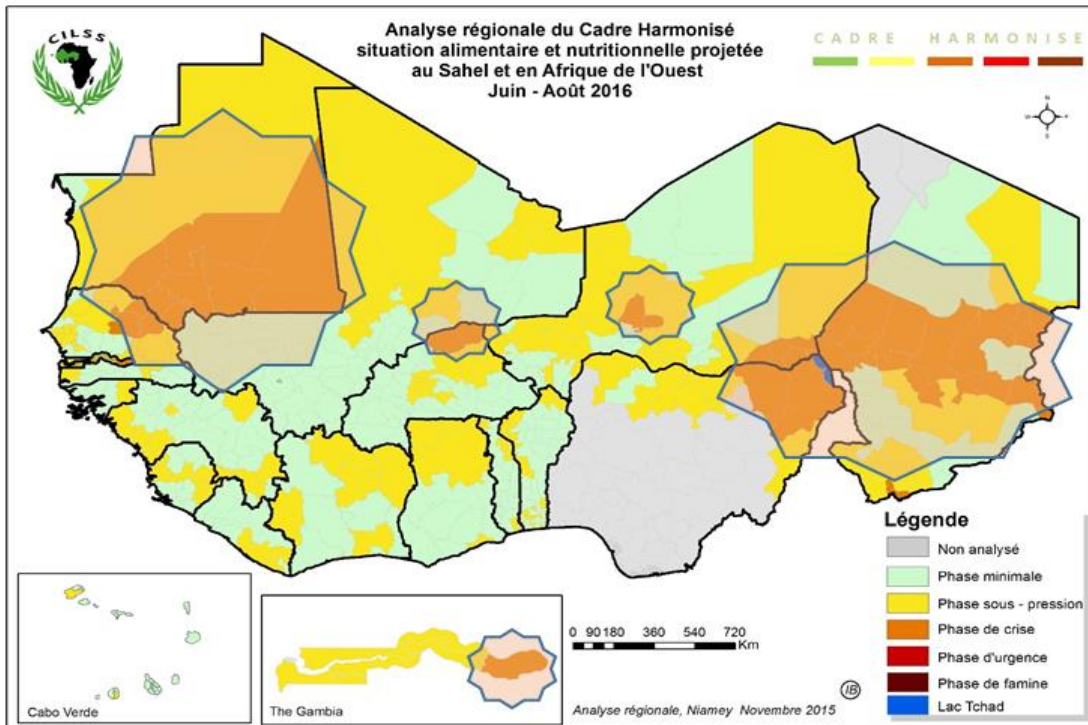 CILSS
Analyse régionale du Cadre Harmonisé
situation alimentaire et nutritionnelle projetée
au Sahel et en Afrique de l'Ouest
Juin - Août 2016
CADRE HARMONISE
N
W E
S
Légende
Non analysé
Phase minimale
Phase sous - pression
Phase de crise
Phase d'urgence
Phase de famine
Lac Tchad
0 90 180 360 540 720
Km
Cabo Verde
The Gambia
IB
Analyse régionale, Niamey Novembre 2015